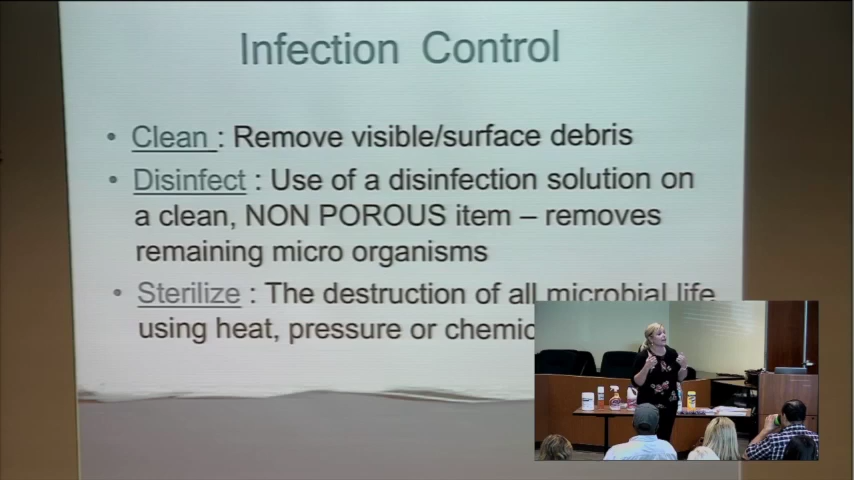 Infection Control
• Clean : Remove visible/surface debris
• Disinfect : Use of a disinfection solution on
a clean, NON POROUS item – removes
remaining micro organisms
• Sterilize : The destruction of all microbial life
using heat, pressure or